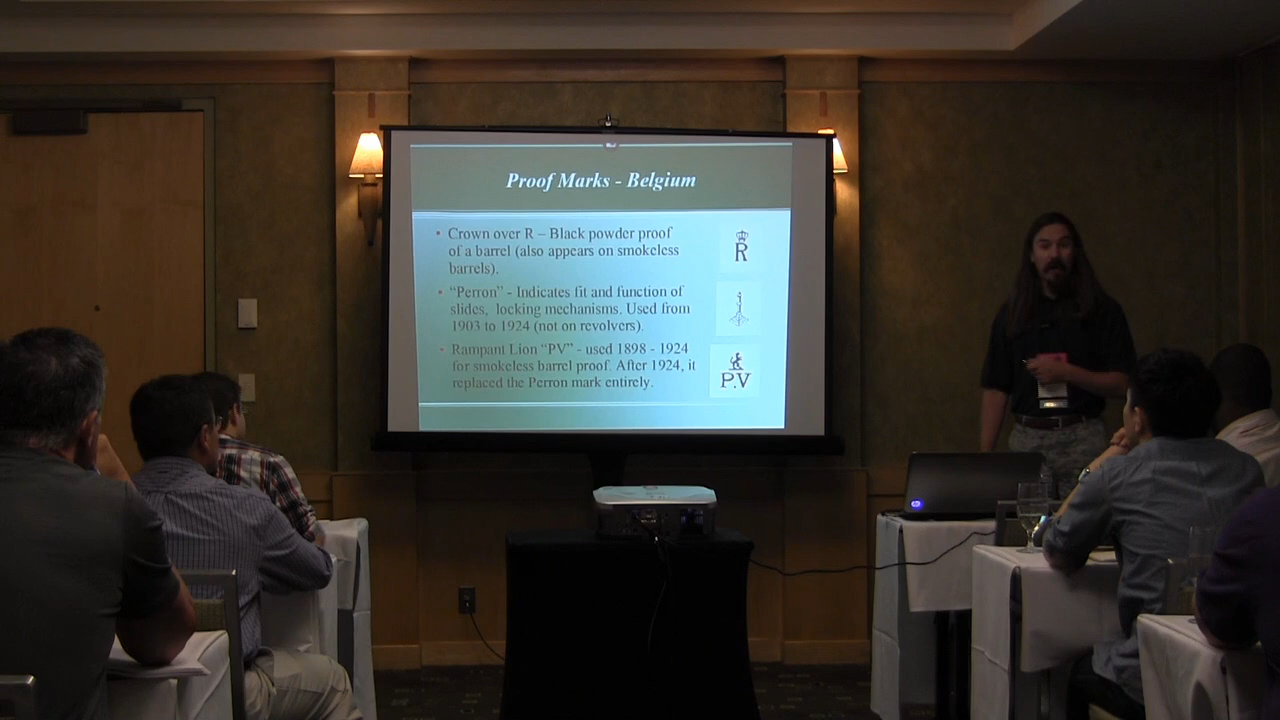 Proof Marks - Belgium
• Crown over R – Black powder proof
of a barrel (also appears on smokeless
barrels).
R
• “Perron” - Indicates fit and function of
slides, locking mechanisms. Used from
1903 to 1924 (not on revolvers).
• Rampant Lion “PV” - used 1898 - 1924
for smokeless barrel proof. After 1924, it
replaced the Perron mark entirely.
P.V
hp